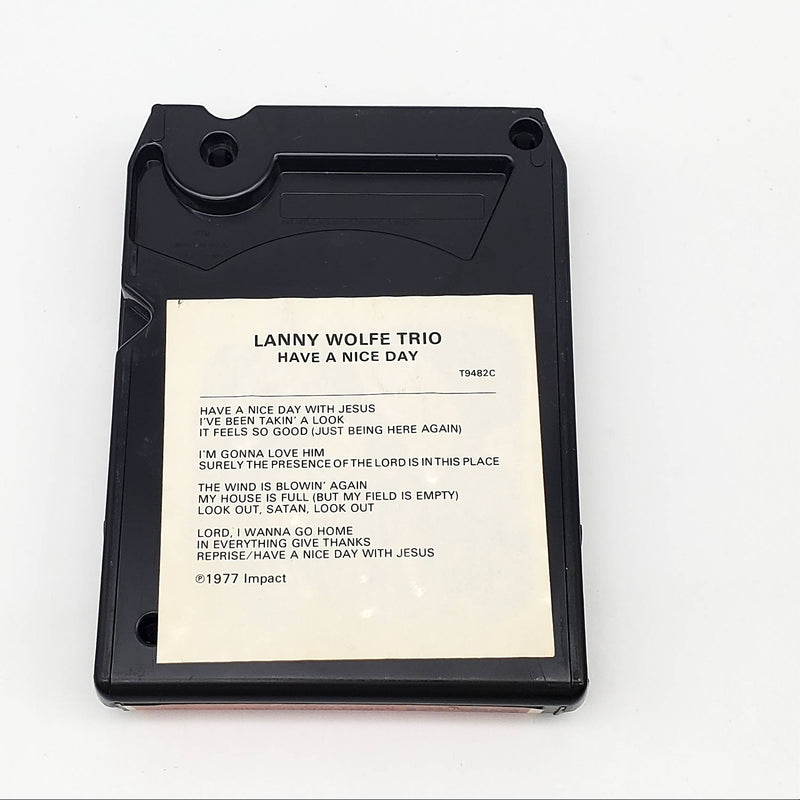 LANNY WOLFE TRIO
HAVE A NICE DAY
T9482C
HAVE A NICE DAY WITH JESUS
I'VE BEEN TAKIN' A LOOK
IT FEELS SO GOOD (JUST BEING HERE AGAIN)
I'M GONNA LOVE HIM
SURELY THE PRESENCE OF THE LORD IS IN THIS PLACE
THE WIND IS BLOWIN' AGAIN
MY HOUSE IS FULL (BUT MY FIELD IS EMPTY)
LOOK OUT, SATAN, LOOK OUT
LORD, I WANNA GO HOME
IN EVERYTHING GIVE THANKS
REPRISE/HAVE A NICE DAY WITH JESUS
℗1977 Impact